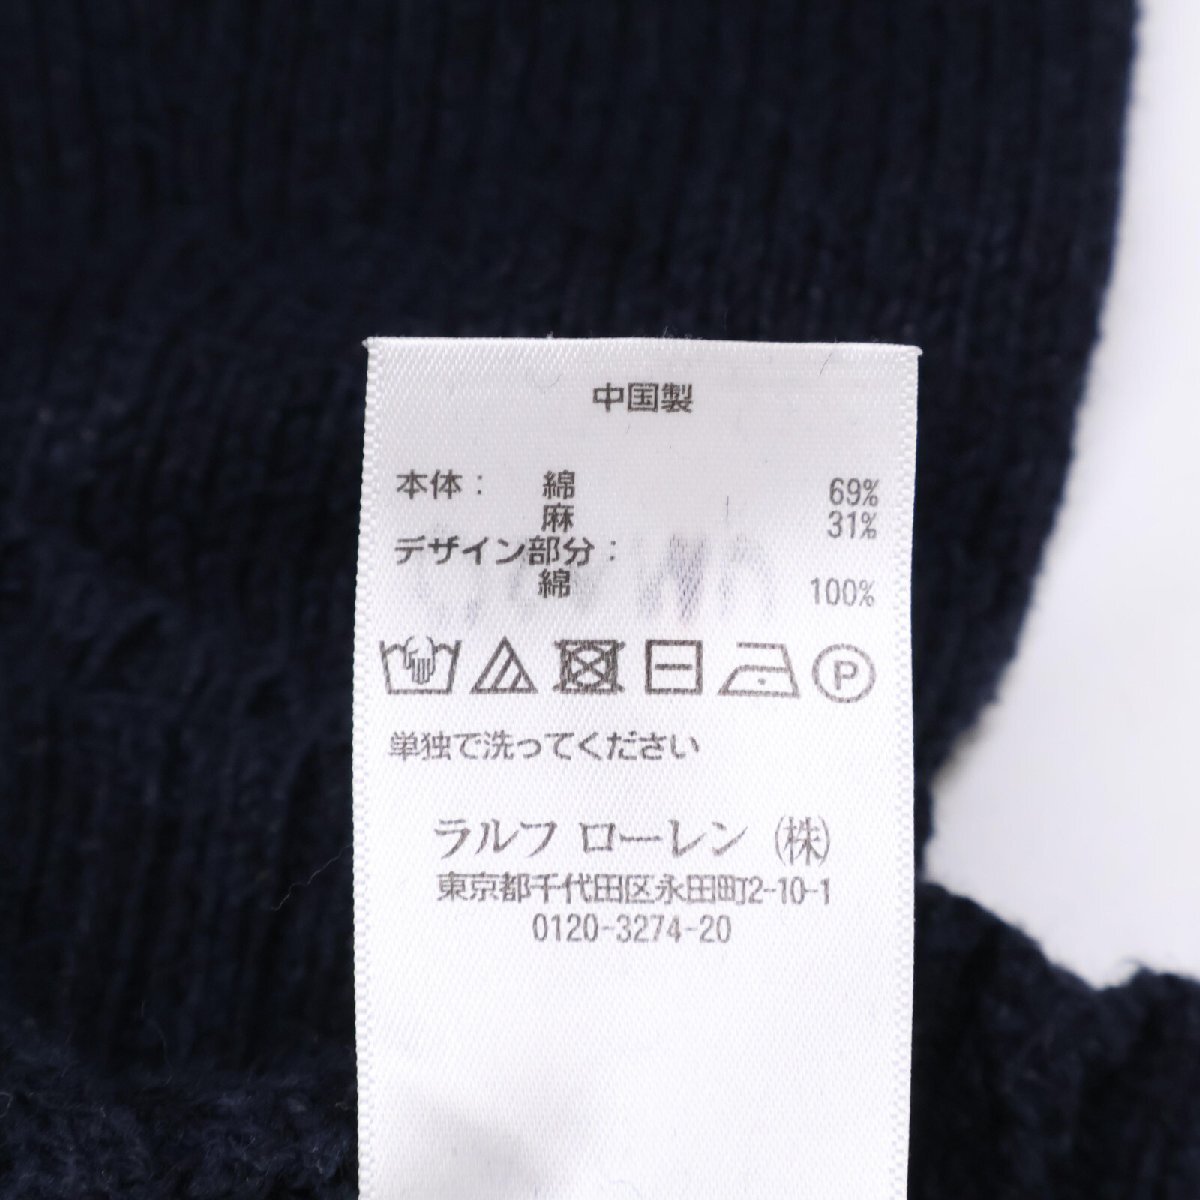 中国製
本体： 綿 69%
麻 31%
デザイン部分：
綿 100%
P
単独で洗ってください
ラルフ ローレン (株)
東京都千代田区永田町2-10-1
0120-3274-20